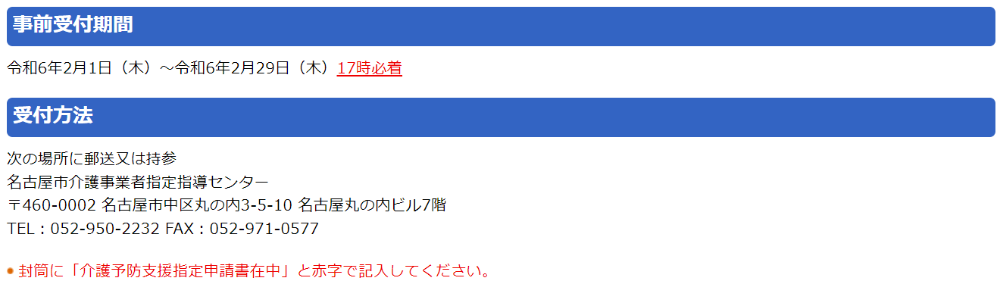 事前受付期間
令和6年2月1日（木）～令和6年2月29日（木）17時必着
受付方法
次の場所に郵送又は持参
名古屋市介護事業者指定指導センター
〒460-0002 名古屋市中区丸の内3-5-10 名古屋丸の内ビル7階
TEL：052-950-2232 FAX：052-971-0577
封筒に「介護予防支援指定申請書在中」と赤字で記入してください。